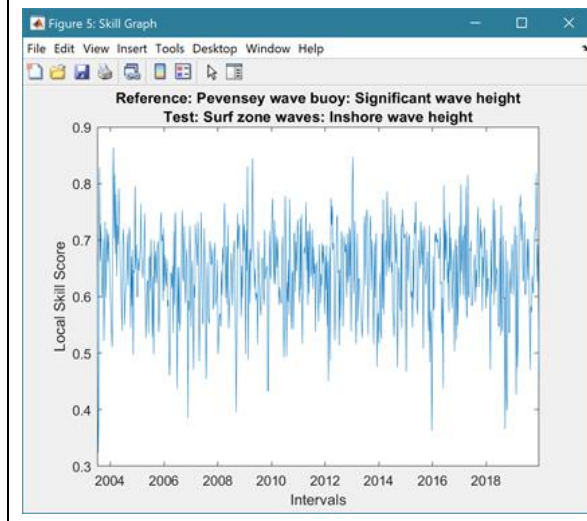 Figure 5: Skill Graph
File Edit View Insert Tools Desktop Window Help
Reference: Pevensey wave buoy: Significant wave height
Test: Surf zone waves: Inshore wave height
0.9
0.8
0.7
0.6
0.5
0.4
0.3
Local Skill Score
2004 2006 2008 2010 2012 2014 2016 2018
Intervals